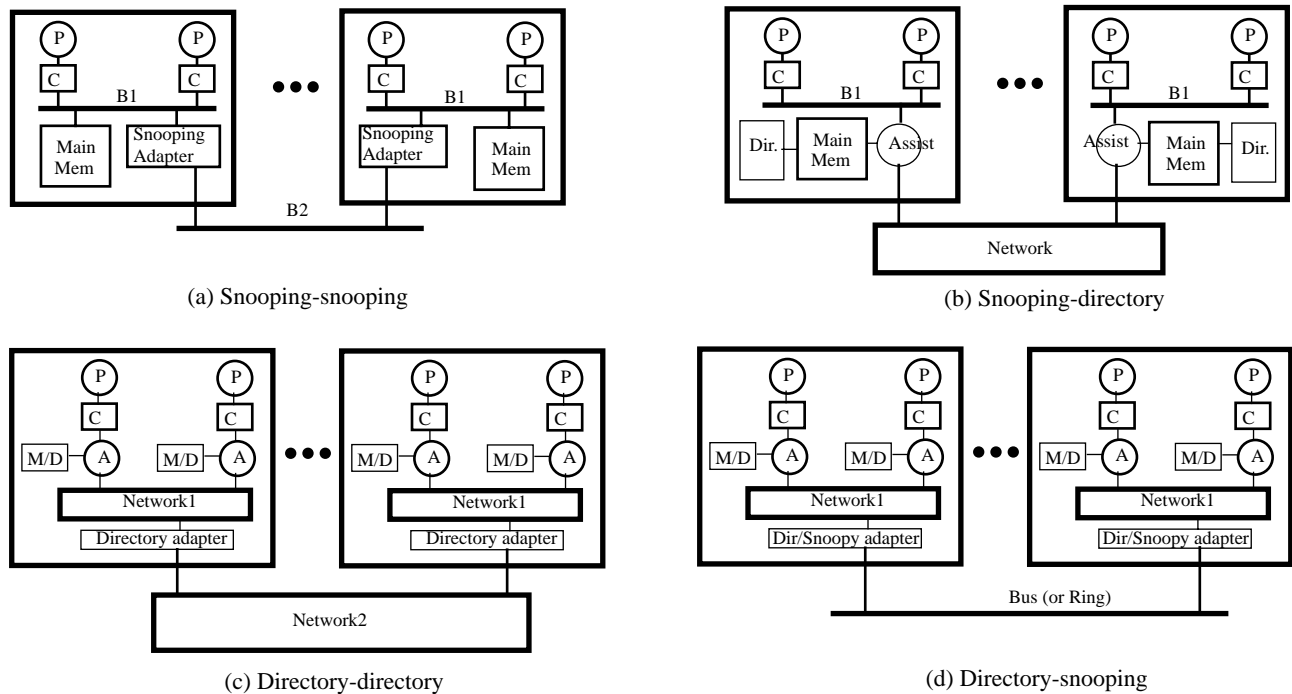 P P P P
C C C C
B1 B1
Main Mem
Snooping Adapter
Snooping Adapter
Main Mem
B2
(a) Snooping-snooping
P P P P
C C C C
B1 B1
Dir.
Main Mem
Assist
Assist
Main Mem
Dir.
Network
(b) Snooping-directory
P P P P
C C C C
M/D A M/D A M/D A M/D A
Network1 Network1
Directory adapter Directory adapter
Network2
(c) Directory-directory
P P P P
C C C C
M/D A M/D A M/D A M/D A
Network1 Network1
Dir/Snoopy adapter Dir/Snoopy adapter
Bus (or Ring)
(d) Directory-snooping